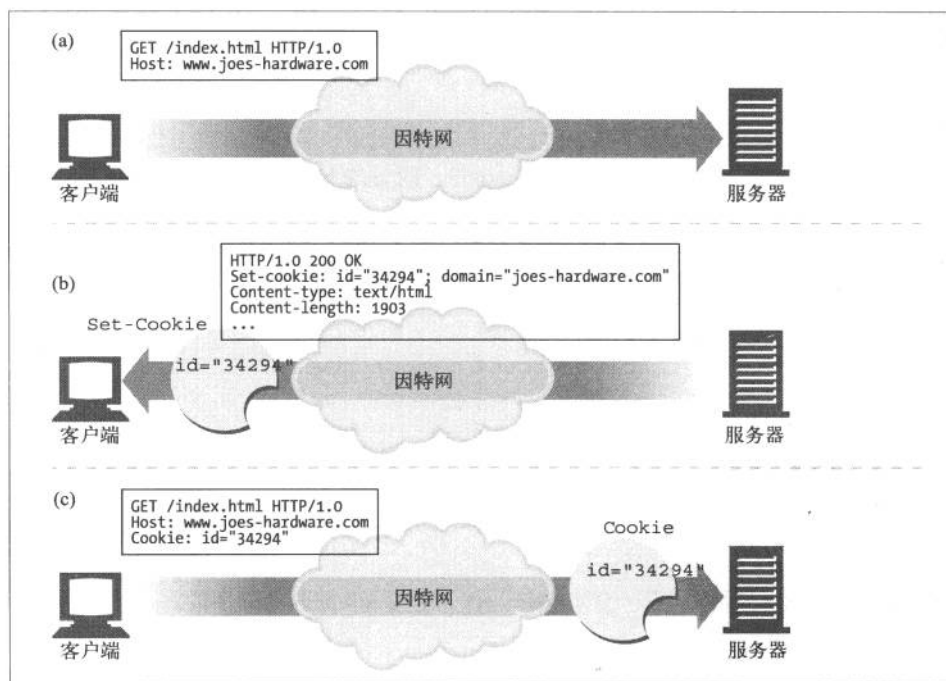 (a)
GET /index.html HTTP/1.0
Host: www.joes-hardware.com
因特网
客户端
服务器
(b)
HTTP/1.0 200 OK
Set-cookie: id="34294"; domain="joes-hardware.com"
Content-type: text/html
Content-length: 1903
...
Set-Cookie
id="34294"
因特网
客户端
服务器
(c)
GET /index.html HTTP/1.0
Host: www.joes-hardware.com
Cookie: id="34294"
Cookie
id="34294"
因特网
客户端
服务器